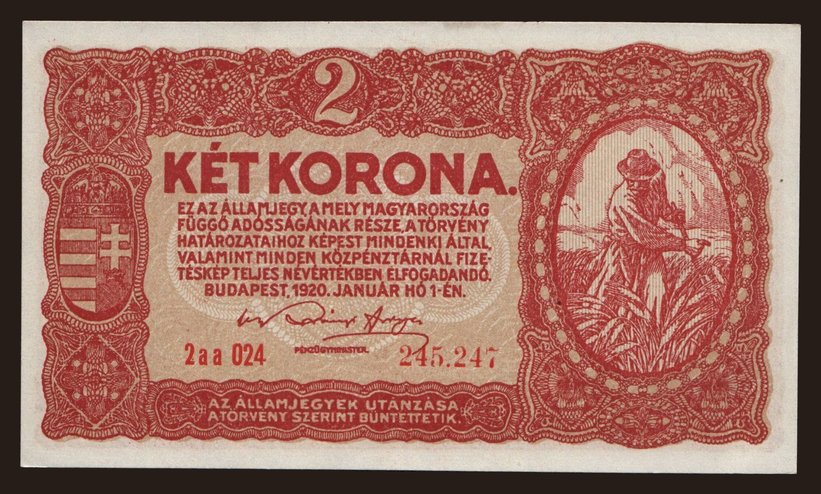 2
KÉT KORONA.
EZ AZ ÁLLAMJEGY, AMELY MAGYARORSZÁG
FÜGGŐ ADÓSSÁGÁNAK RÉSZE, A TÖRVÉNY
HATÁROZATAIHOZ KÉPEST MINDENKI ÁLTAL,
VALAMINT MINDEN KÖZPÉNZTÁRNÁL FIZE-
TÉSKÉP TELJES NÉVÉRTÉKBEN ELFOGADANDÓ.
BUDAPEST, 1920. JANUÁR HÓ 1-ÉN.
PÉNZÜGYMINISTER.
2aa 024 245.247
AZ ÁLLAMJEGYEK UTÁNZÁSA
A TÖRVÉNY SZERINT BÜNTETTETIK.